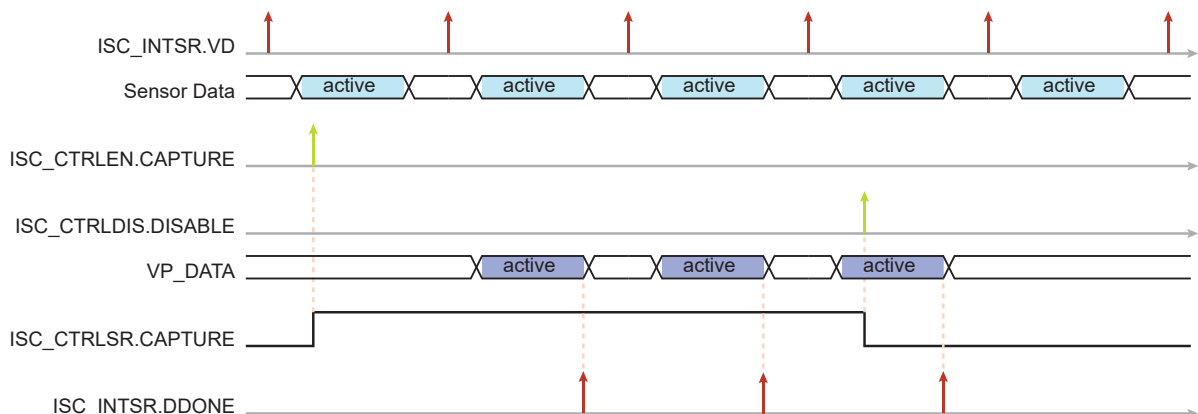 ISC_INTSR.VD
Sensor Data
active active active active active
ISC_CTRLEN.CAPTURE
ISC_CTRLDIS.DISABLE
VP_DATA
active active active
ISC_CTRLSR.CAPTURE
ISC_INTSR.DDONE